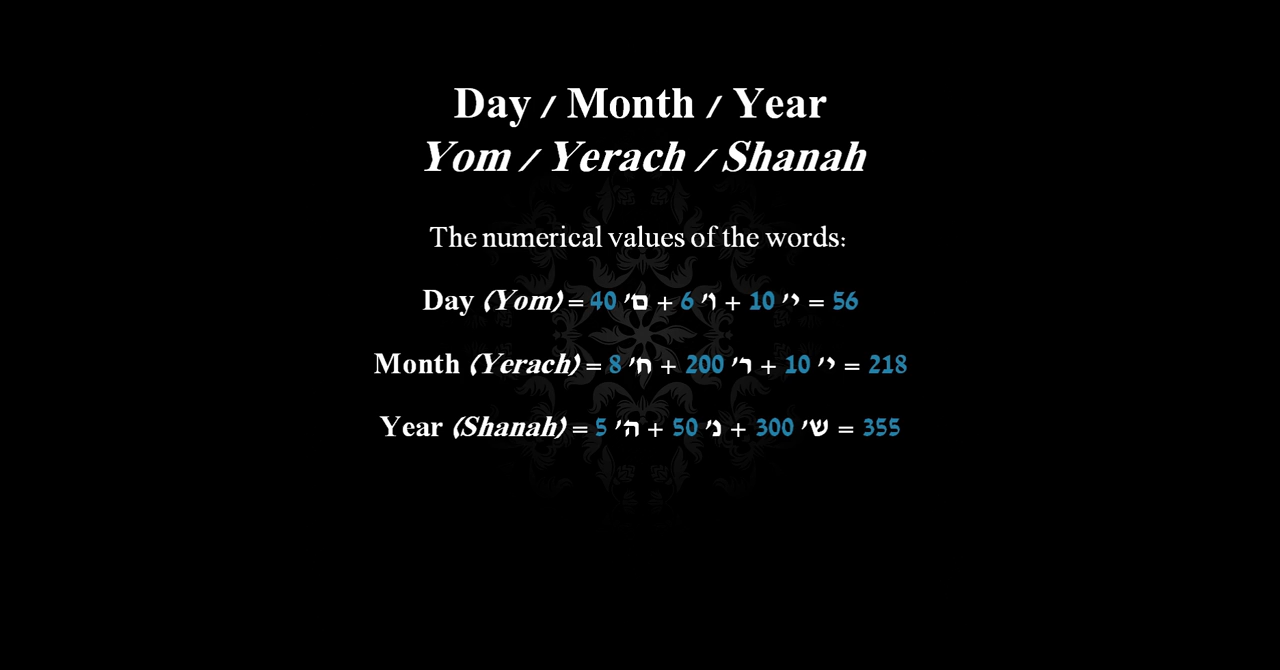 Day / Month / Year
Yom / Yerach / Shanah
The numerical values of the words:
Day (Yom) = 40 ם' + 6 ו' + 10 י' = 56
Month (Yerach) = 8 ח' + 200 ר' + 10 י' = 218
Year (Shanah) = 5 ה' + 50 נ' + 300 ש' = 355